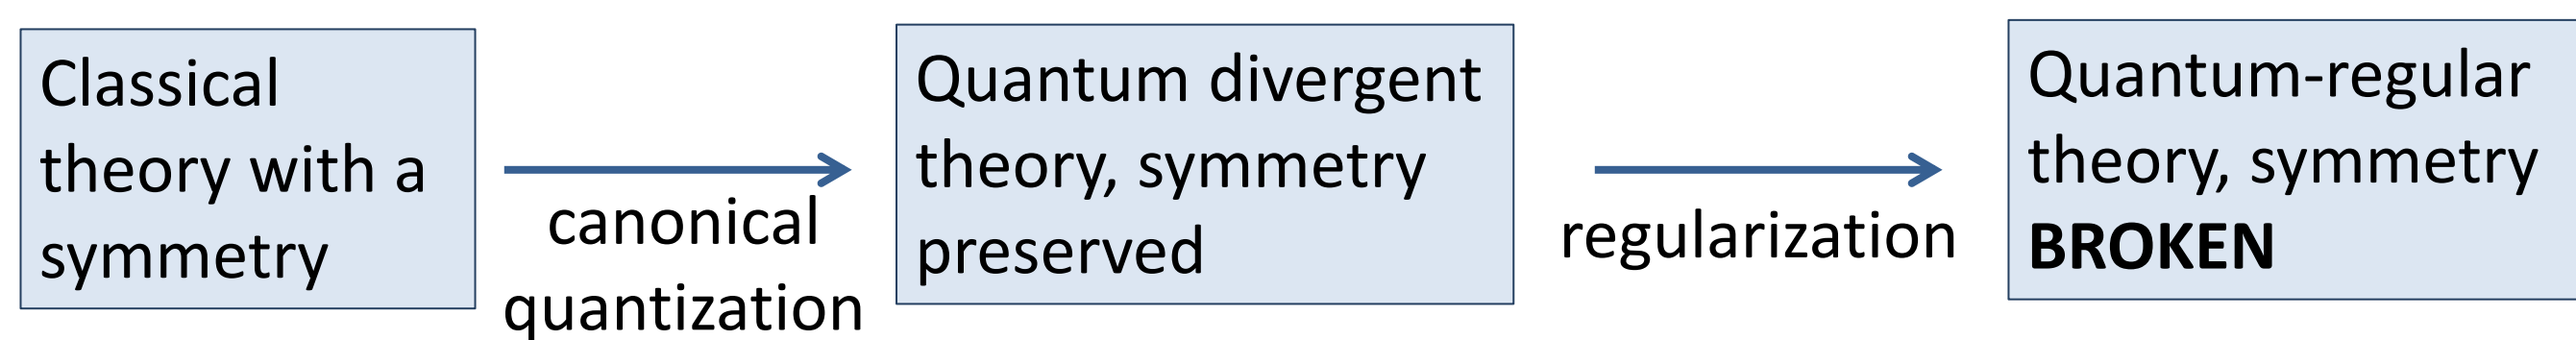 Classical
theory with a
symmetry
canonical
quantization
Quantum divergent
theory, symmetry
preserved
regularization
Quantum-regular
theory, symmetry
BROKEN